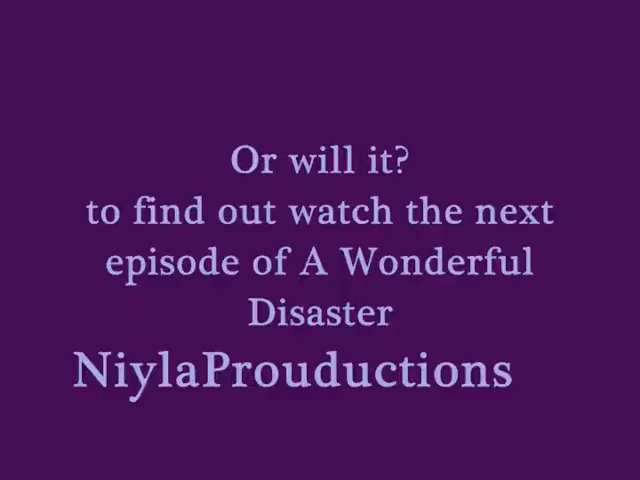 Or will it?
to find out watch the next
episode of A Wonderful
Disaster
NiylaProuductions